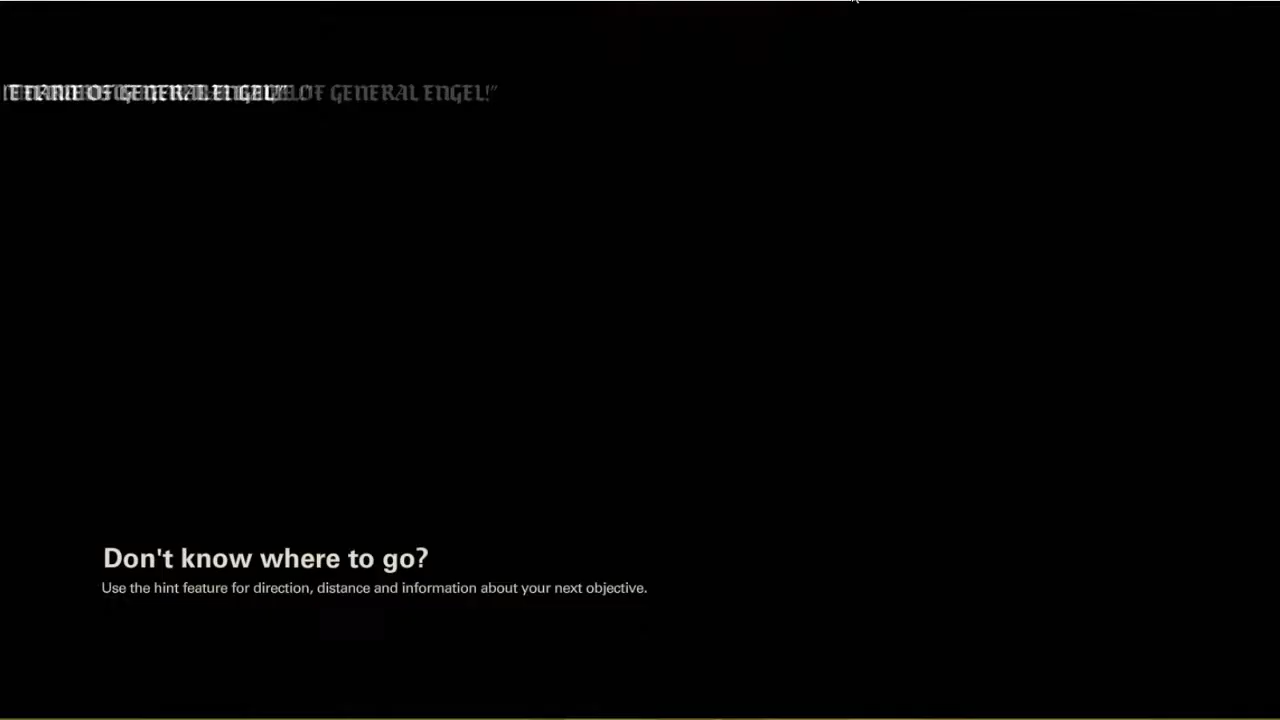 OF GENERAL ENGEL!"
Don't know where to go?
Use the hint feature for direction, distance and information about your next objective.